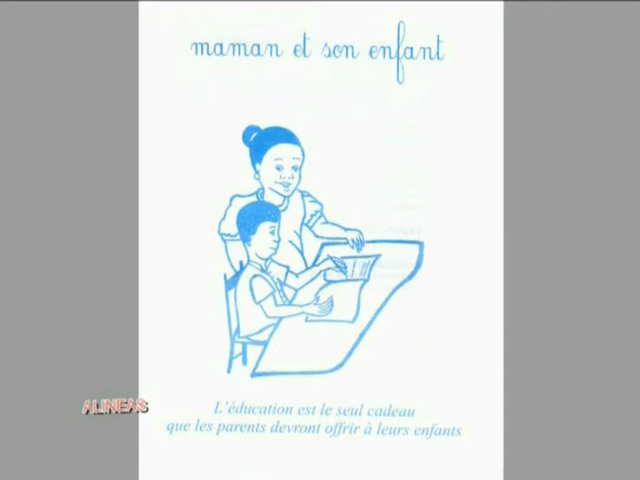 maman et son enfant
ALINEAS
L'éducation est le seul cadeau
que les parents devront offrir à leurs enfants